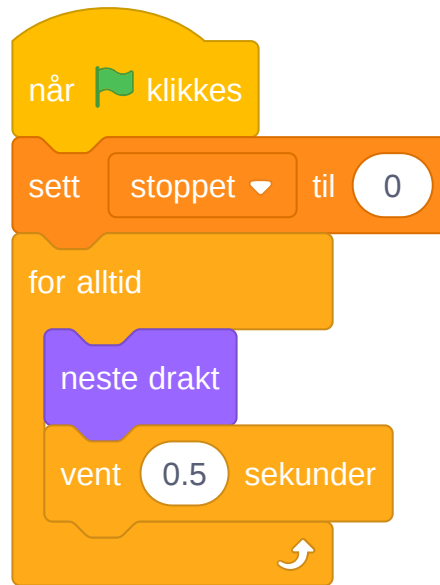 når klikkes
sett stoppet til 0
for alltid
neste drakt
vent 0.5 sekunder